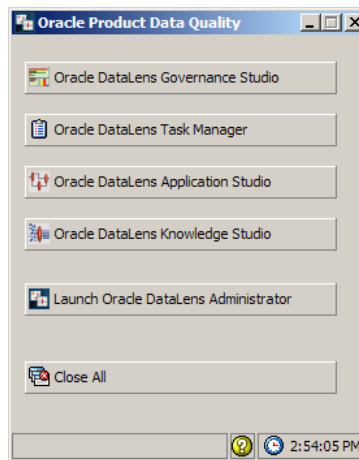 Oracle Product Data Quality
Oracle DataLens Governance Studio
Oracle DataLens Task Manager
Oracle DataLens Application Studio
Oracle DataLens Knowledge Studio
Launch Oracle DataLens Administrator
Close All
2:54:05 PM